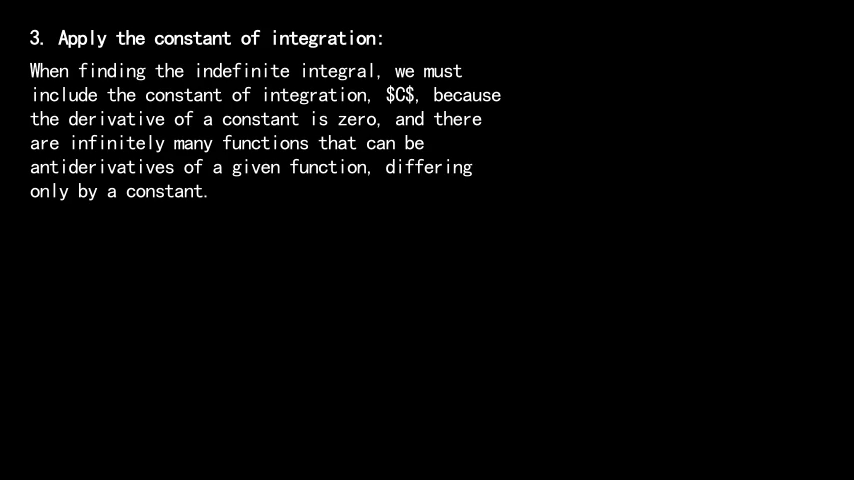 3. Apply the constant of integration:
When finding the indefinite integral, we must
include the constant of integration, $C$, because
the derivative of a constant is zero, and there
are infinitely many functions that can be
antiderivatives of a given function, differing
only by a constant.